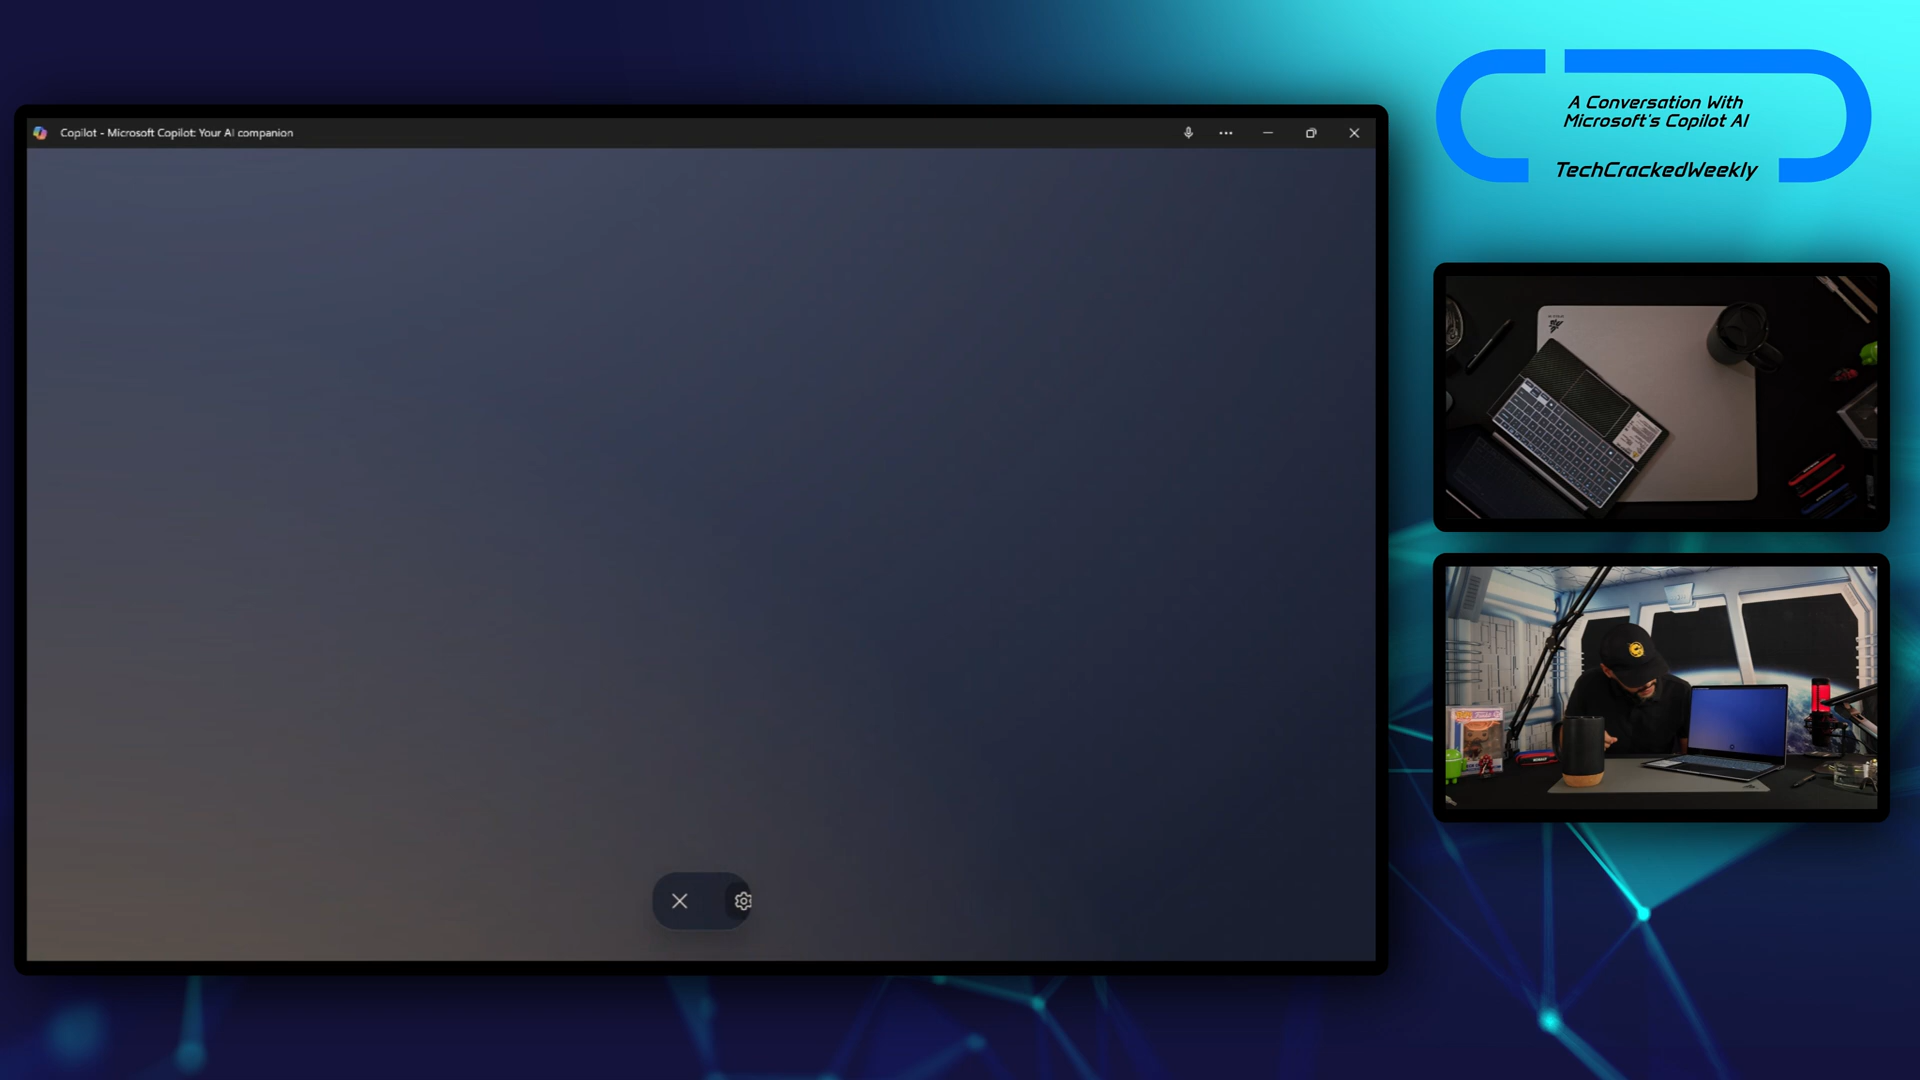 Copilot - Microsoft Copilot: Your AI companion
A Conversation With
Microsoft's Copilot AI
TechCrackedWeekly